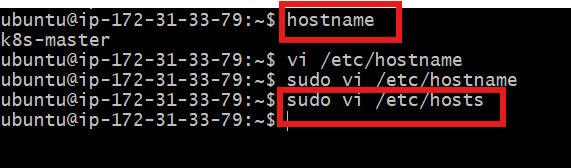 ubuntu@ip-172-31-33-79:~$ hostname
k8s-master
ubuntu@ip-172-31-33-79:~$ vi /etc/hostname
ubuntu@ip-172-31-33-79:~$ sudo vi /etc/hostname
ubuntu@ip-172-31-33-79:~$ sudo vi /etc/hosts
ubuntu@ip-172-31-33-79:~$